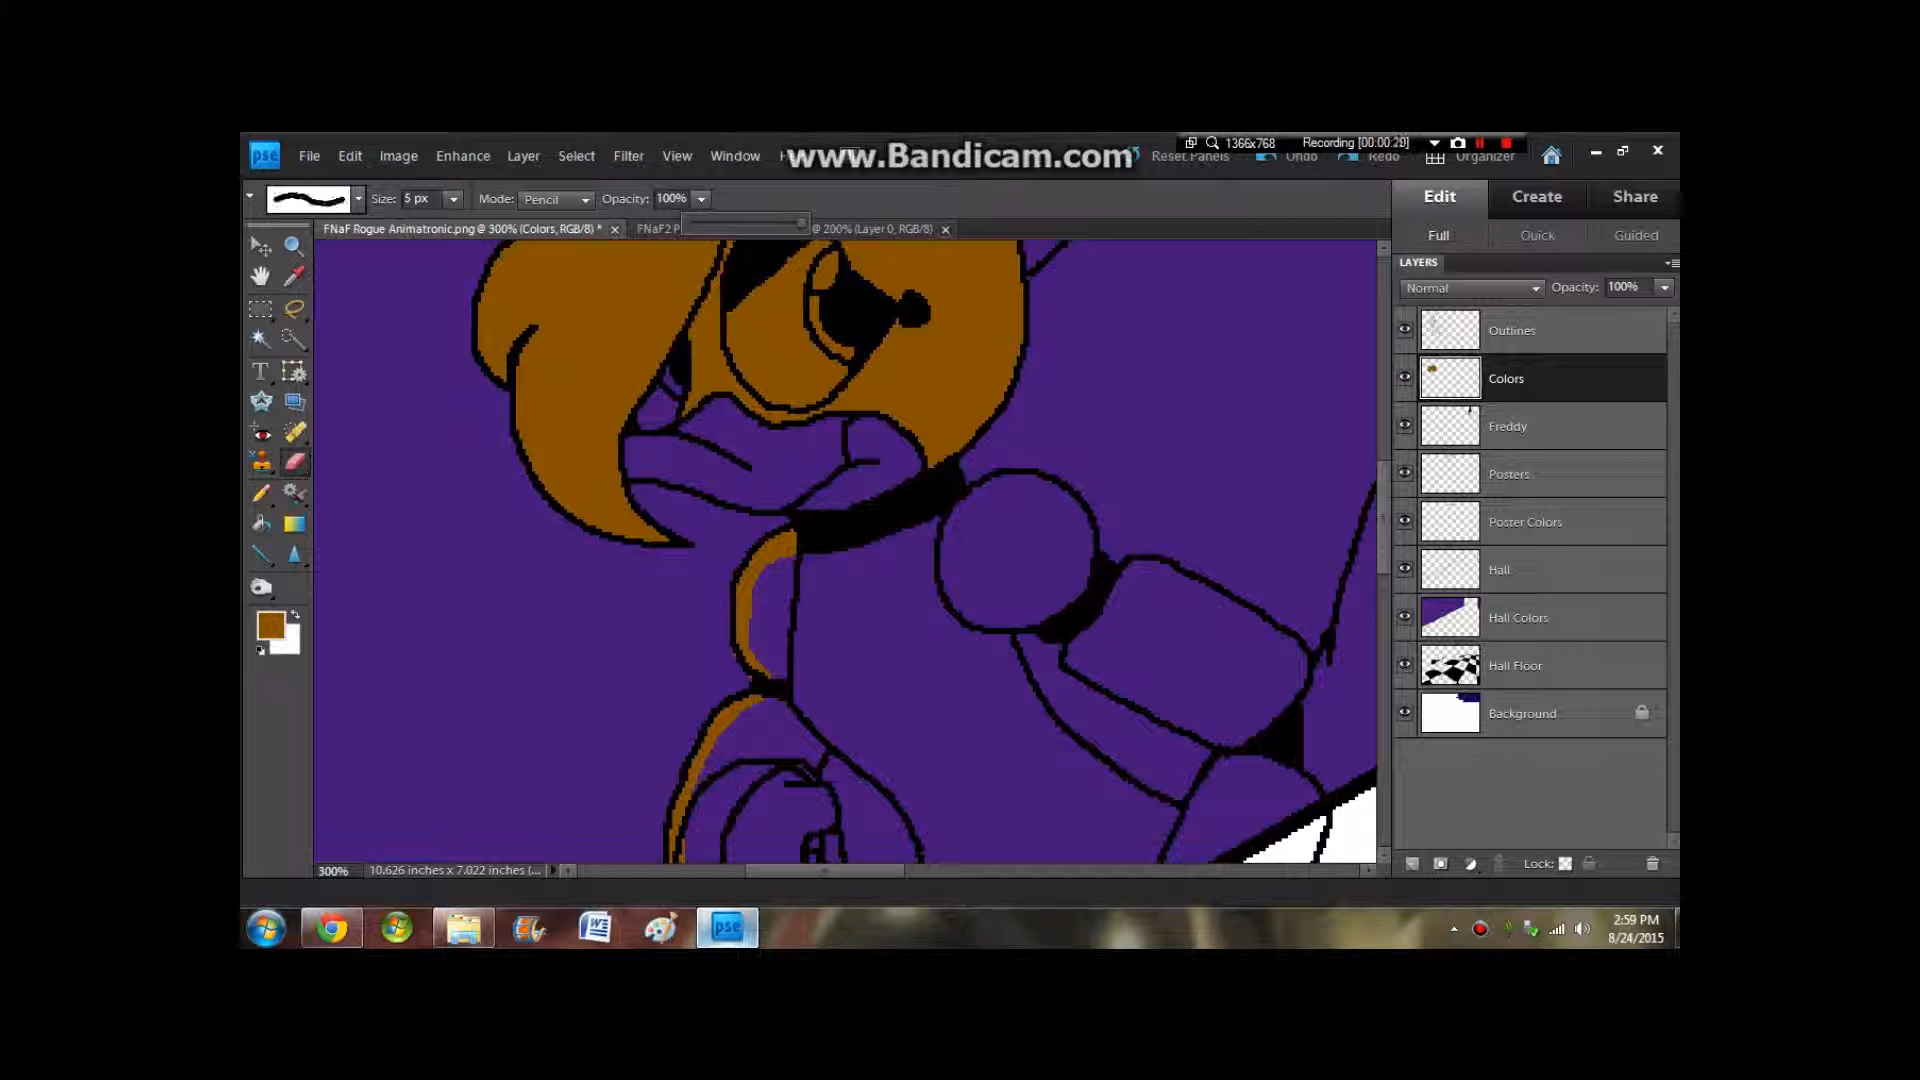 www.Bandicam.com
1366x768 Recording [00:00:20]
pse File Edit Image Enhance Layer Select Filter View Window Reset Panels Undo Redo Organizer
Size: 5 px Mode: Pencil Opacity: 100%
Edit Create Share
FNaF Rogue Animatronic.png @ 300% (Colors, RGB/8) * FNaF2 P @ 200% (Layer 0, RGB/8)
Full Quick Guided
LAYERS
Normal Opacity: 100%
Outlines
Colors
Freddy
Posters
Poster Colors
Hall
Hall Colors
Hall Floor
Background
T
Lock:
300% 10.626 inches x 7.022 inches (...
pse
2:59 PM
8/24/2015